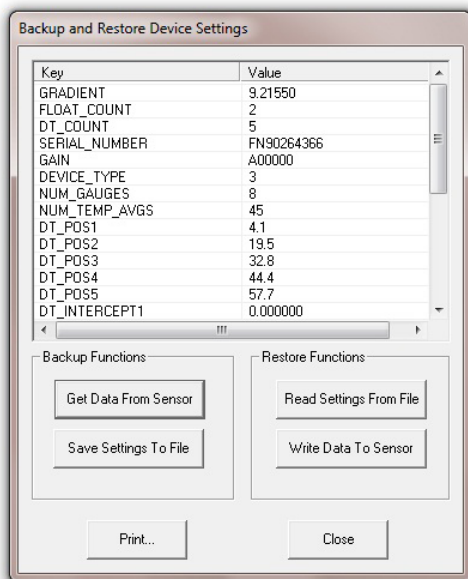 Backup and Restore Device Settings
Key Value
GRADIENT 9.21550
FLOAT_COUNT 2
DT_COUNT 5
SERIAL_NUMBER FN90264366
GAIN A00000
DEVICE_TYPE 3
NUM_GAUGES 8
NUM_TEMP_AVGS 45
DT_POS1 4.1
DT_POS2 19.5
DT_POS3 32.8
DT_POS4 44.4
DT_POS5 57.7
DT_INTERCEPT1 0.000000
Backup Functions Restore Functions
Get Data From Sensor Read Settings From File
Save Settings To File Write Data To Sensor
Print... Close